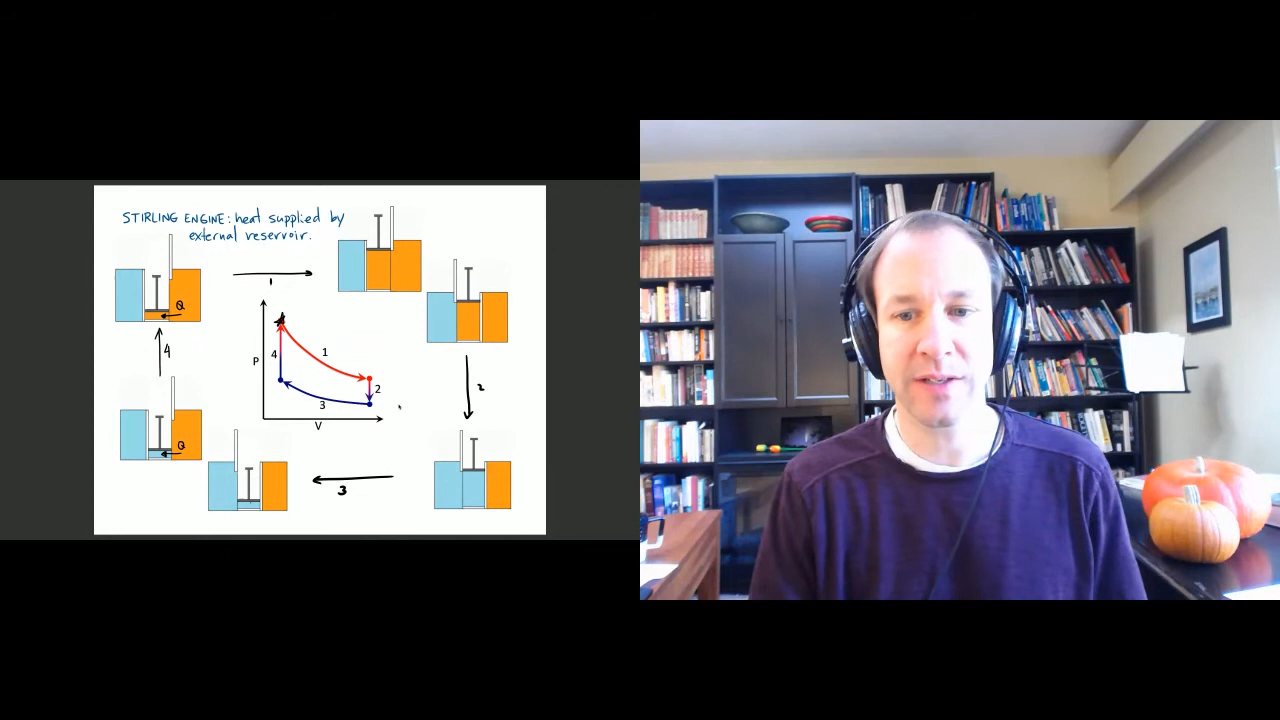 STIRLING ENGINE: heat supplied by
external reservoir.
Q
1
4
1
P
4
2
2
3
V
Q
3